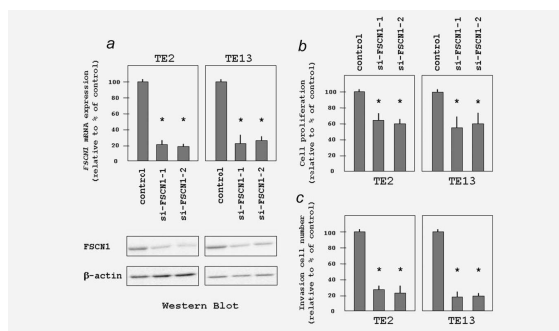 a
TE2 TE13
FSCN1 mRNA expression
(relative to % of control)
100
80
60
40
20
0
* * * *
control
si-FSCN1-1
si-FSCN1-2
control
si-FSCN1-1
si-FSCN1-2
FSCN1
β-actin
Western Blot
b
control
si-FSCN1-1
si-FSCN1-2
control
si-FSCN1-1
si-FSCN1-2
Cell proliferation
(relative to % of control)
100
80
60
40
20
0
* * * *
TE2 TE13
c
Invasion cell number
(relative to % of control)
100
80
60
40
20
0
* * * *
TE2 TE13